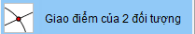 Giao điểm của 2 đối tượng